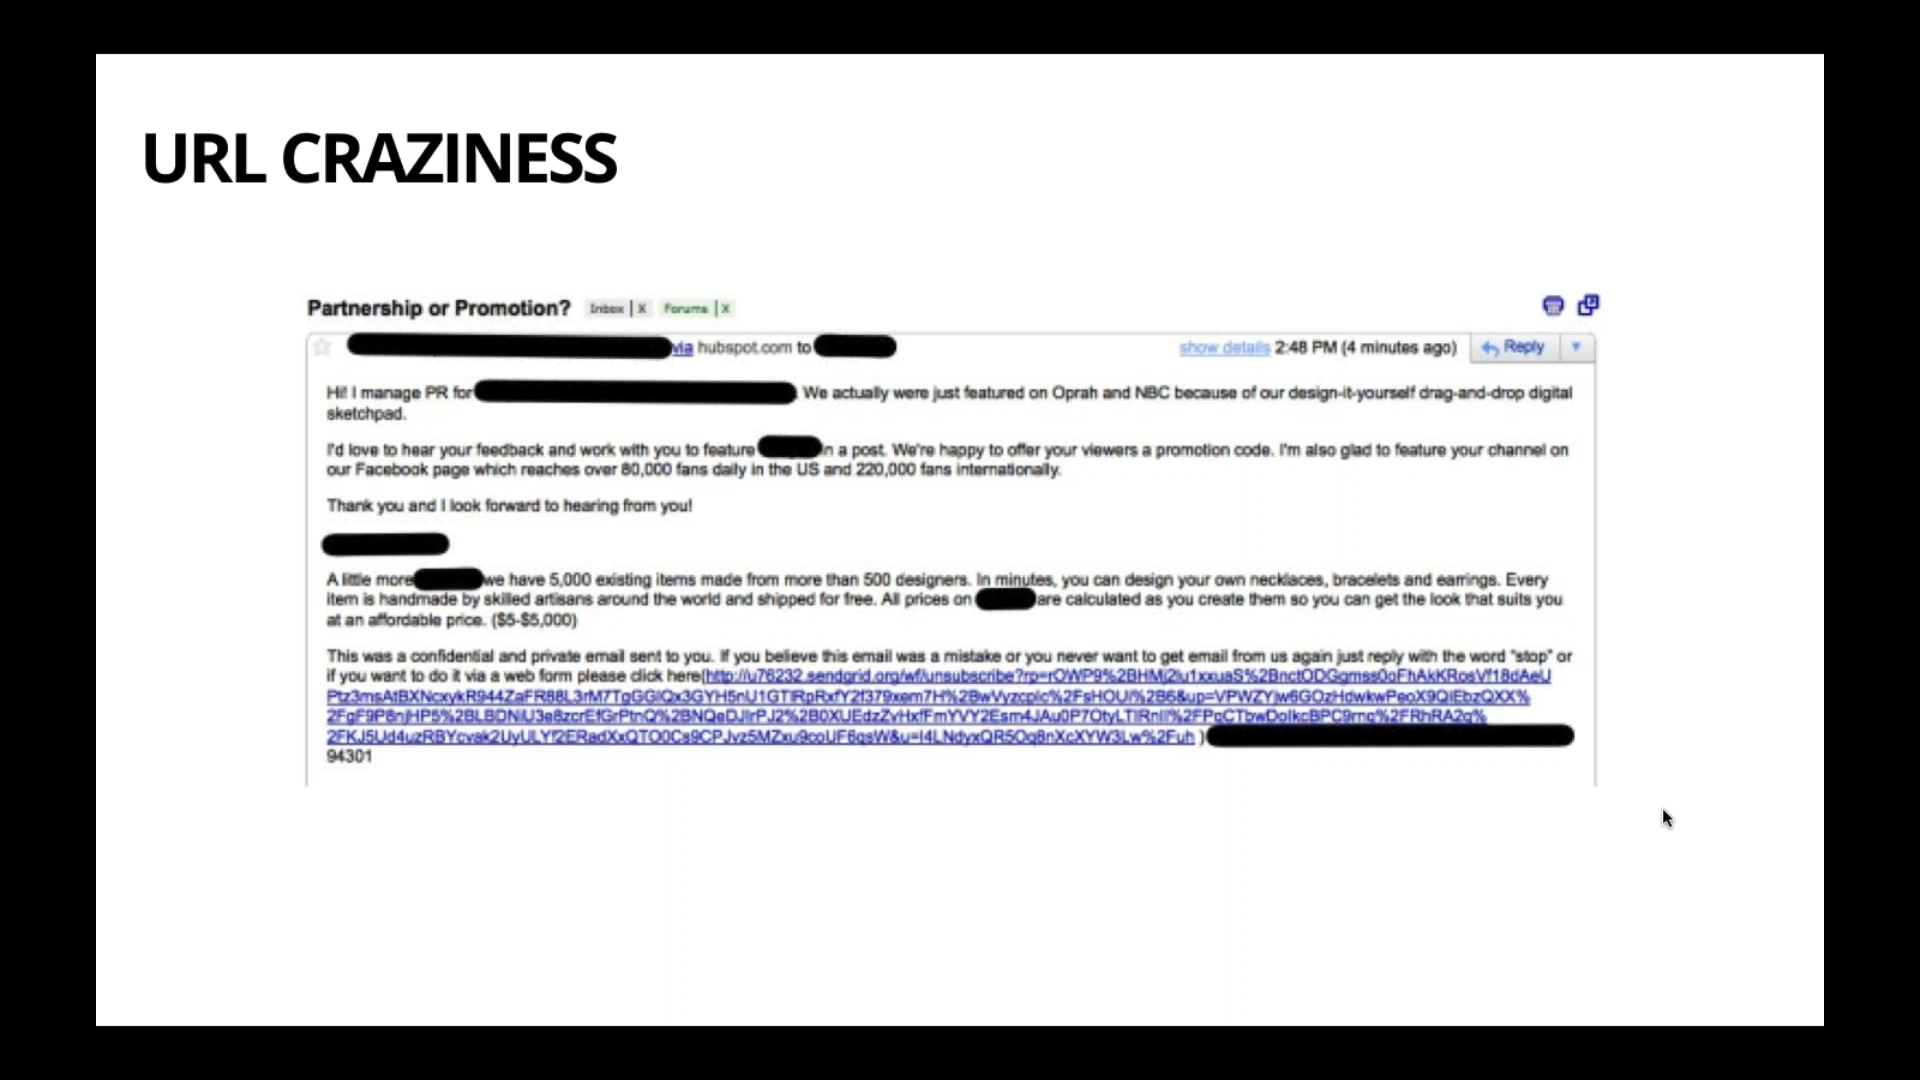 URL CRAZINESS
Partnership or Promotion? Inbox | X Forums | X
via hubspot.com to show details 2:48 PM (4 minutes ago) Reply
Hi! I manage PR for We actually were just featured on Oprah and NBC because of our design-it-yourself drag-and-drop digital
sketchpad.
I'd love to hear your feedback and work with you to feature in a post. We're happy to offer your viewers a promotion code. I'm also glad to feature your channel on
our Facebook page which reaches over 80,000 fans daily in the US and 220,000 fans internationally.
Thank you and I look forward to hearing from you!
A little more we have 5,000 existing items made from more than 500 designers. In minutes, you can design your own necklaces, bracelets and earrings. Every
item is handmade by skilled artisans around the world and shipped for free. All prices on are calculated as you create them so you can get the look that suits you
at an affordable price. ($5-$5,000)
This was a confidential and private email sent to you. If you believe this email was a mistake or you never want to get email from us again just reply with the word "stop" or
if you want to do it via a web form please click here
94301